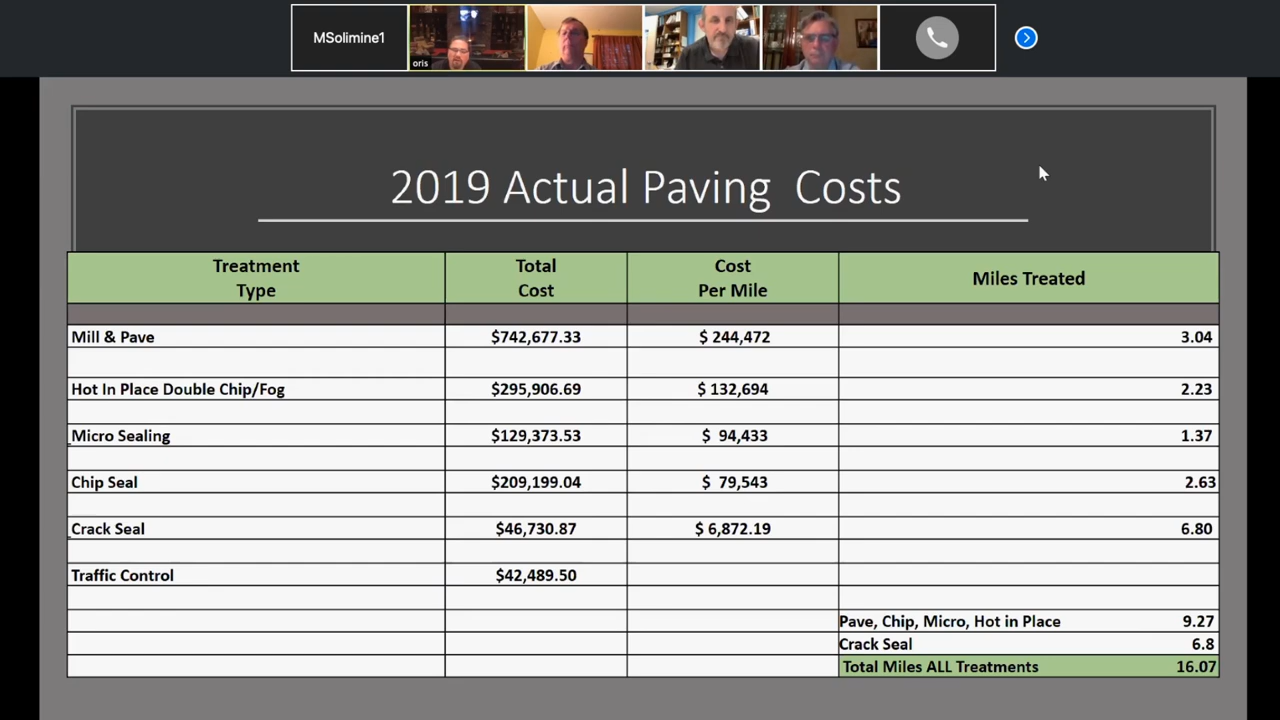 MSolimine1
oris
2019 Actual Paving Costs
Treatment Type
Total Cost
Cost Per Mile
Miles Treated
Mill & Pave $742,677.33 $ 244,472 3.04
Hot In Place Double Chip/Fog $295,906.69 $ 132,694 2.23
Micro Sealing $129,373.53 $ 94,433 1.37
Chip Seal $209,199.04 $ 79,543 2.63
Crack Seal $46,730.87 $ 6,872.19 6.80
Traffic Control $42,489.50
Pave, Chip, Micro, Hot in Place 9.27
Crack Seal 6.8
Total Miles ALL Treatments 16.07